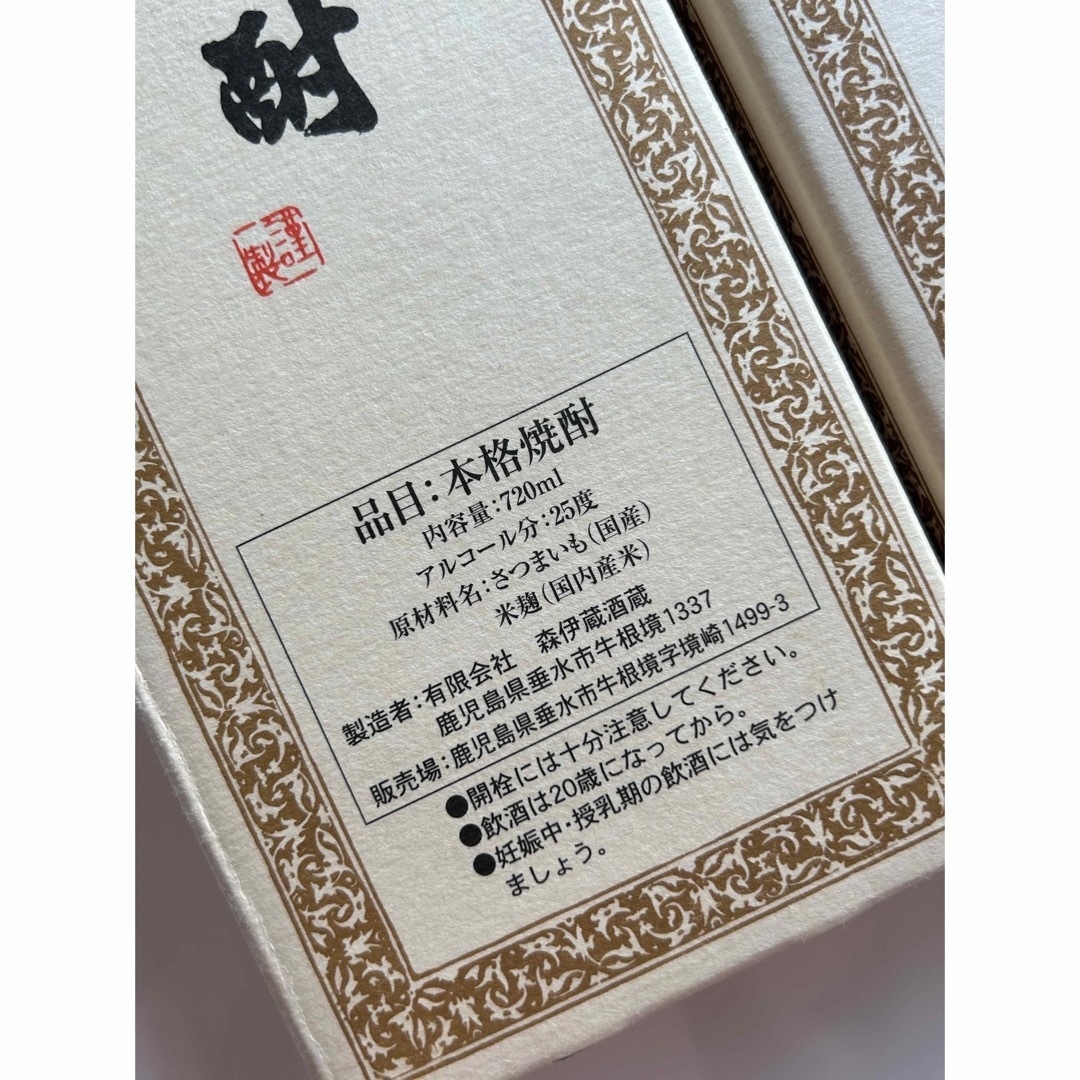 酎
謹製
品目：本格焼酎
内容量：720ml
アルコール分：25度
原材料名：さつまいも（国産）
米麹（国内産米）
製造者：有限会社　森伊蔵酒蔵
鹿児島県垂水市牛根境1337
販売場：鹿児島県垂水市牛根境字境崎1499-3
●開栓には十分注意してください。
●飲酒は20歳になってから。
●妊娠中・授乳期の飲酒には気をつけ
ましょう。